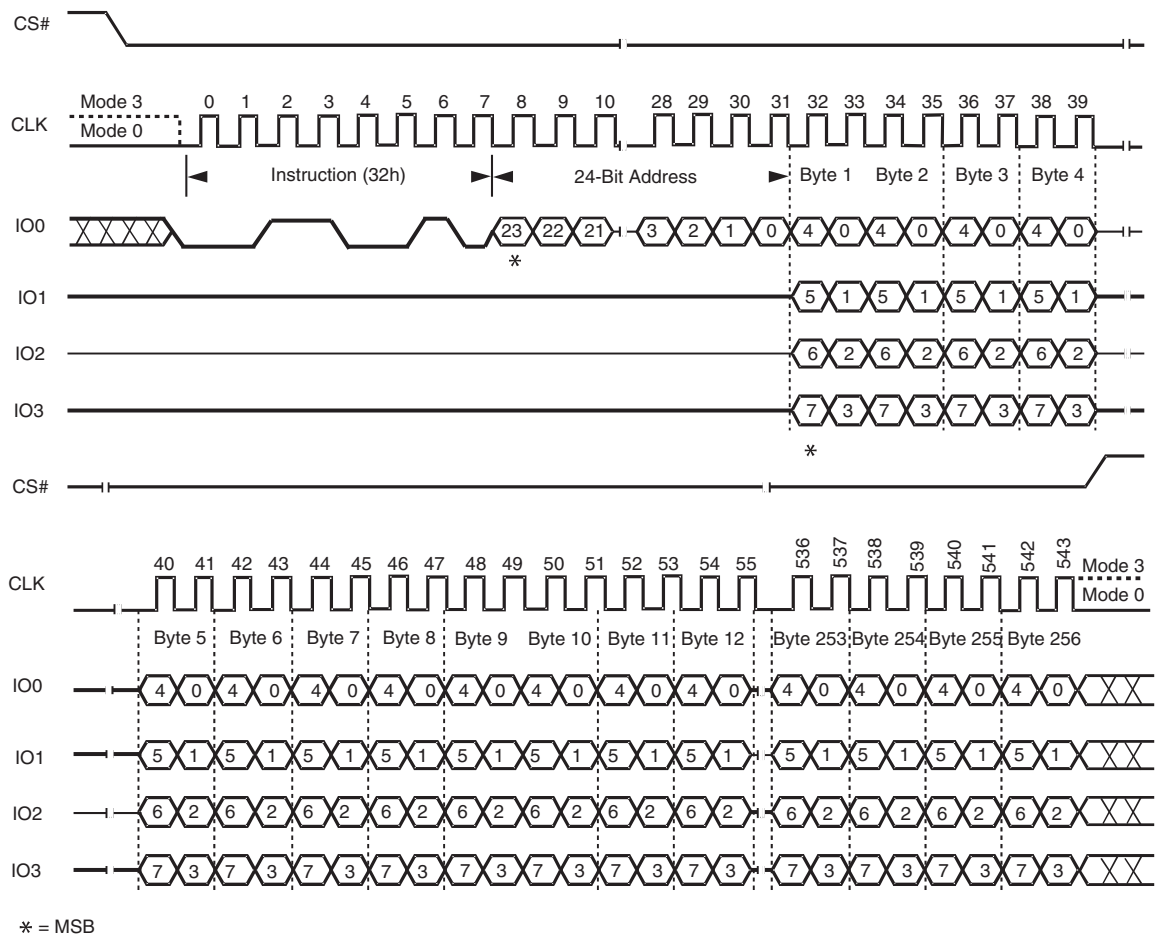 CS#
Mode 3 0 1 2 3 4 5 6 7 8 9 10 28 29 30 31 32 33 34 35 36 37 38 39
CLK
Mode 0
Instruction (32h) 24-Bit Address Byte 1 Byte 2 Byte 3 Byte 4
IO0 23 22 21 3 2 1 0 4 0 4 0 4 0 4 0
*
IO1 5 1 5 1 5 1 5 1
IO2 6 2 6 2 6 2 6 2
IO3 7 3 7 3 7 3 7 3
*
CS#
40 41 42 43 44 45 46 47 48 49 50 51 52 53 54 55 536 537 538 539 540 541 542 543
Mode 3
CLK
Mode 0
Byte 5 Byte 6 Byte 7 Byte 8 Byte 9 Byte 10 Byte 11 Byte 12 Byte 253 Byte 254 Byte 255 Byte 256
IO0 4 0 4 0 4 0 4 0 4 0 4 0 4 0 4 0 4 0 4 0 4 0 4 0
IO1 5 1 5 1 5 1 5 1 5 1 5 1 5 1 5 1 5 1 5 1 5 1 5 1
IO2 6 2 6 2 6 2 6 2 6 2 6 2 6 2 6 2 6 2 6 2 6 2 6 2
IO3 7 3 7 3 7 3 7 3 7 3 7 3 7 3 7 3 7 3 7 3 7 3 7 3
* = MSB